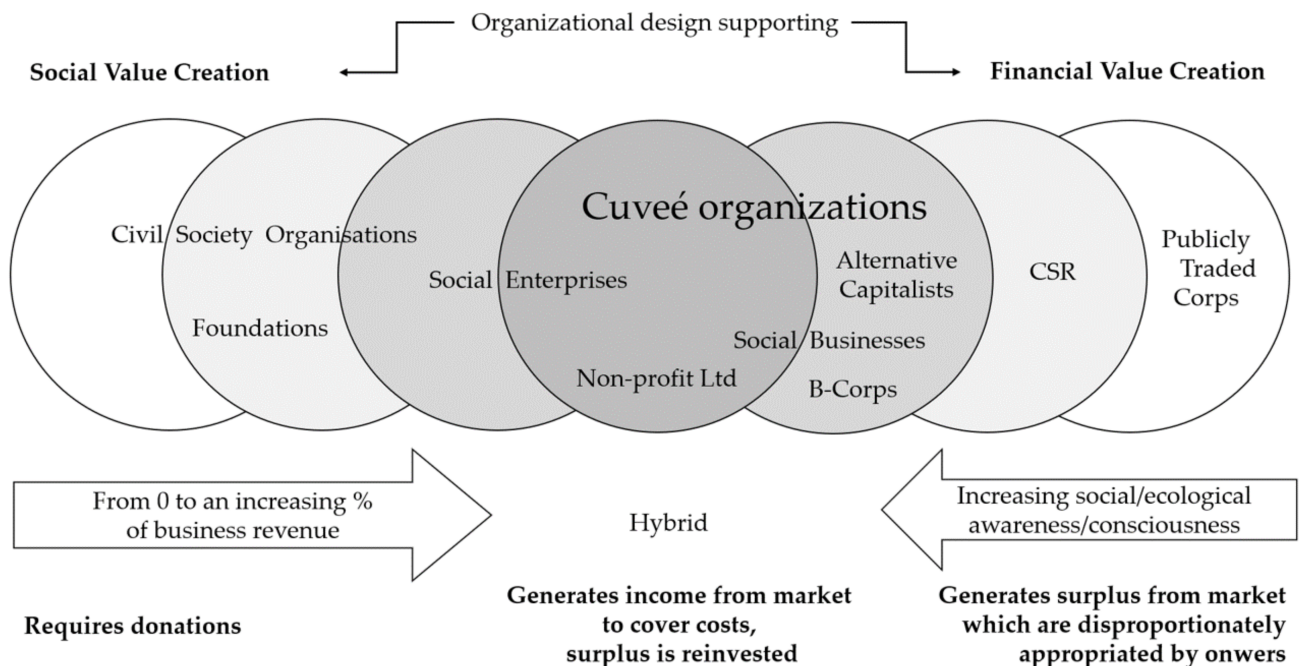 Organizational design supporting
Social Value Creation
Financial Value Creation
Cuveé organizations
Civil Society Organisations
Foundations
Social Enterprises
Non-profit Ltd
Alternative
Capitalists
Social Businesses
B-Corps
CSR
Publicly
Traded
Corps
From 0 to an increasing %
of business revenue
Hybrid
Increasing social/ecological
awareness/consciousness
Requires donations
Generates income from market
to cover costs,
surplus is reinvested
Generates surplus from market
which are disproportionately
appropriated by onwers